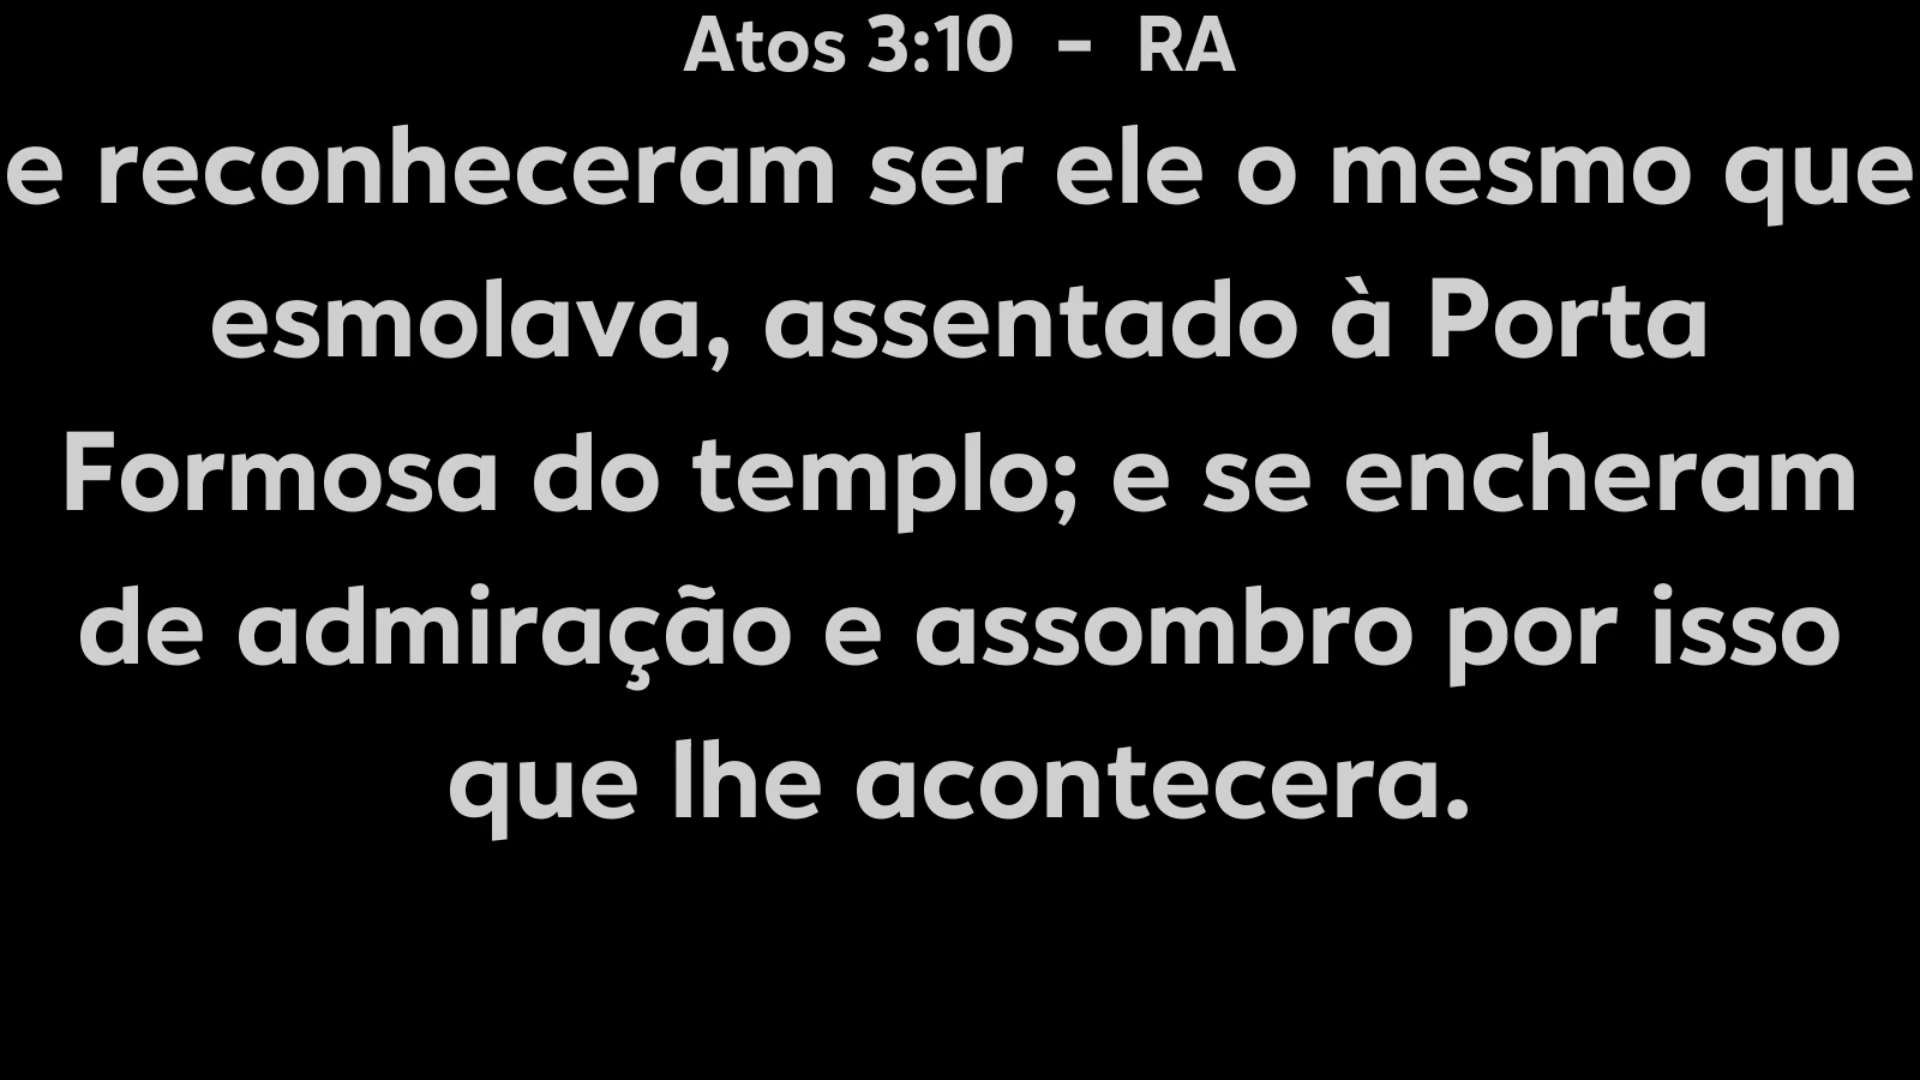 Atos 3:10 - RA
e reconheceram ser ele o mesmo que
esmolava, assentado à Porta
Formosa do templo; e se encheram
de admiração e assombro por isso
que lhe acontecera.